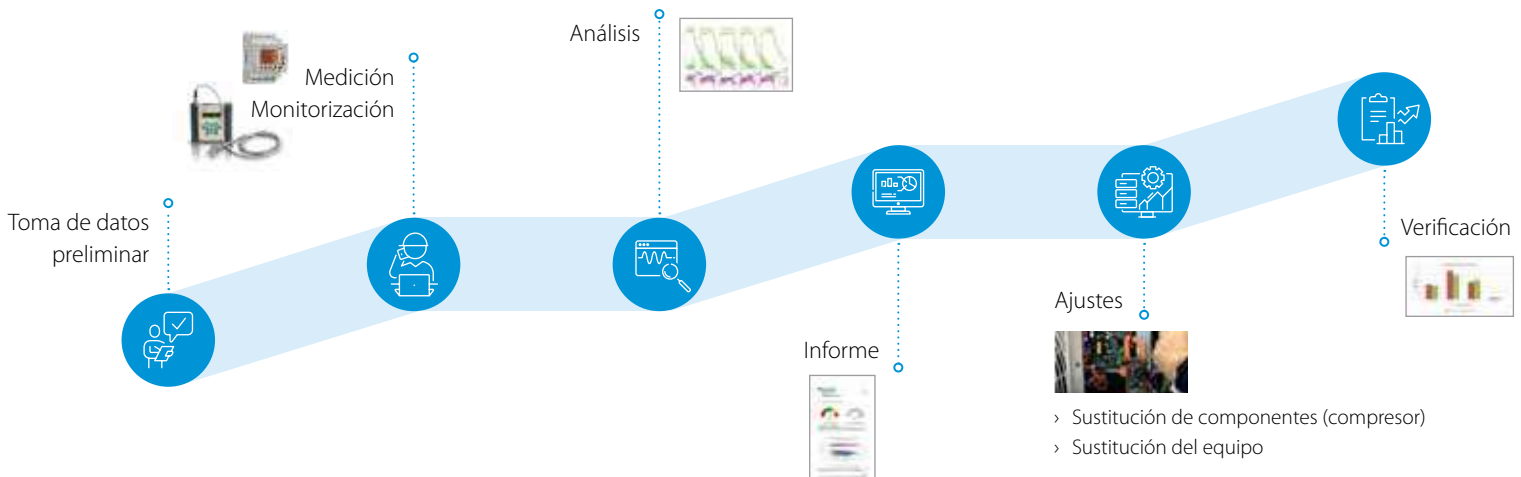 Toma de datos
preliminar
Medición
Monitorización
Análisis
Informe
Ajustes
› Sustitución de componentes (compresor)
› Sustitución del equipo
Verificación